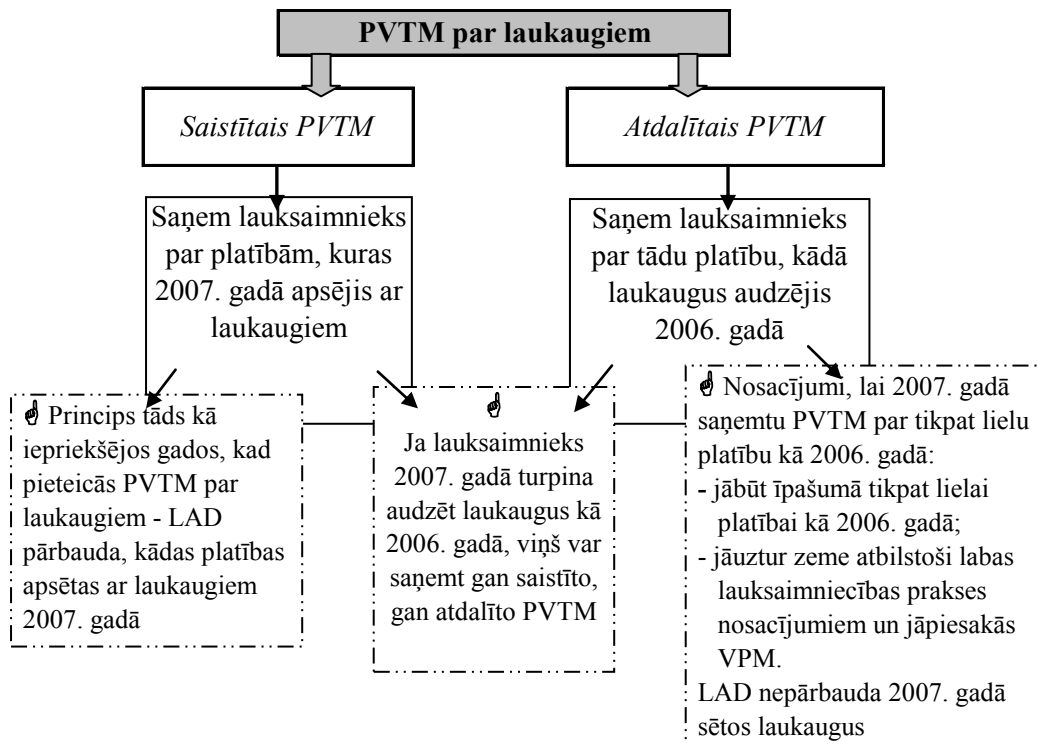 PVTM par laukaugiem
Saistītais PVTM
Atdalītais PVTM
Saņem lauksaimnieks
par platībām, kuras
2007. gadā apsējis ar
laukaugiem
Saņem lauksaimnieks
par tādu platību, kādā
laukaugus audzējis
2006. gadā
☝ Princips tāds kā
iepriekšējos gados, kad
pieteicās PVTM par
laukaugiem - LAD
pārbauda, kādas platības
apsētas ar laukaugiem
2007. gadā
☝
Ja lauksaimnieks
2007. gadā turpina
audzēt laukaugus kā
2006. gadā, viņš var
saņemt gan saistīto,
gan atdalīto PVTM
☝ Nosacījumi, lai 2007. gadā
saņemtu PVTM par tikpat lielu
platību kā 2006. gadā:
- jābūt īpašumā tikpat lielai
platībai kā 2006. gadā;
- jāuztur zeme atbilstoši labas
lauksaimniecības prakses
nosacījumiem un jāpiesakās
VPM.
LAD nepārbauda 2007. gadā
sētos laukaugus